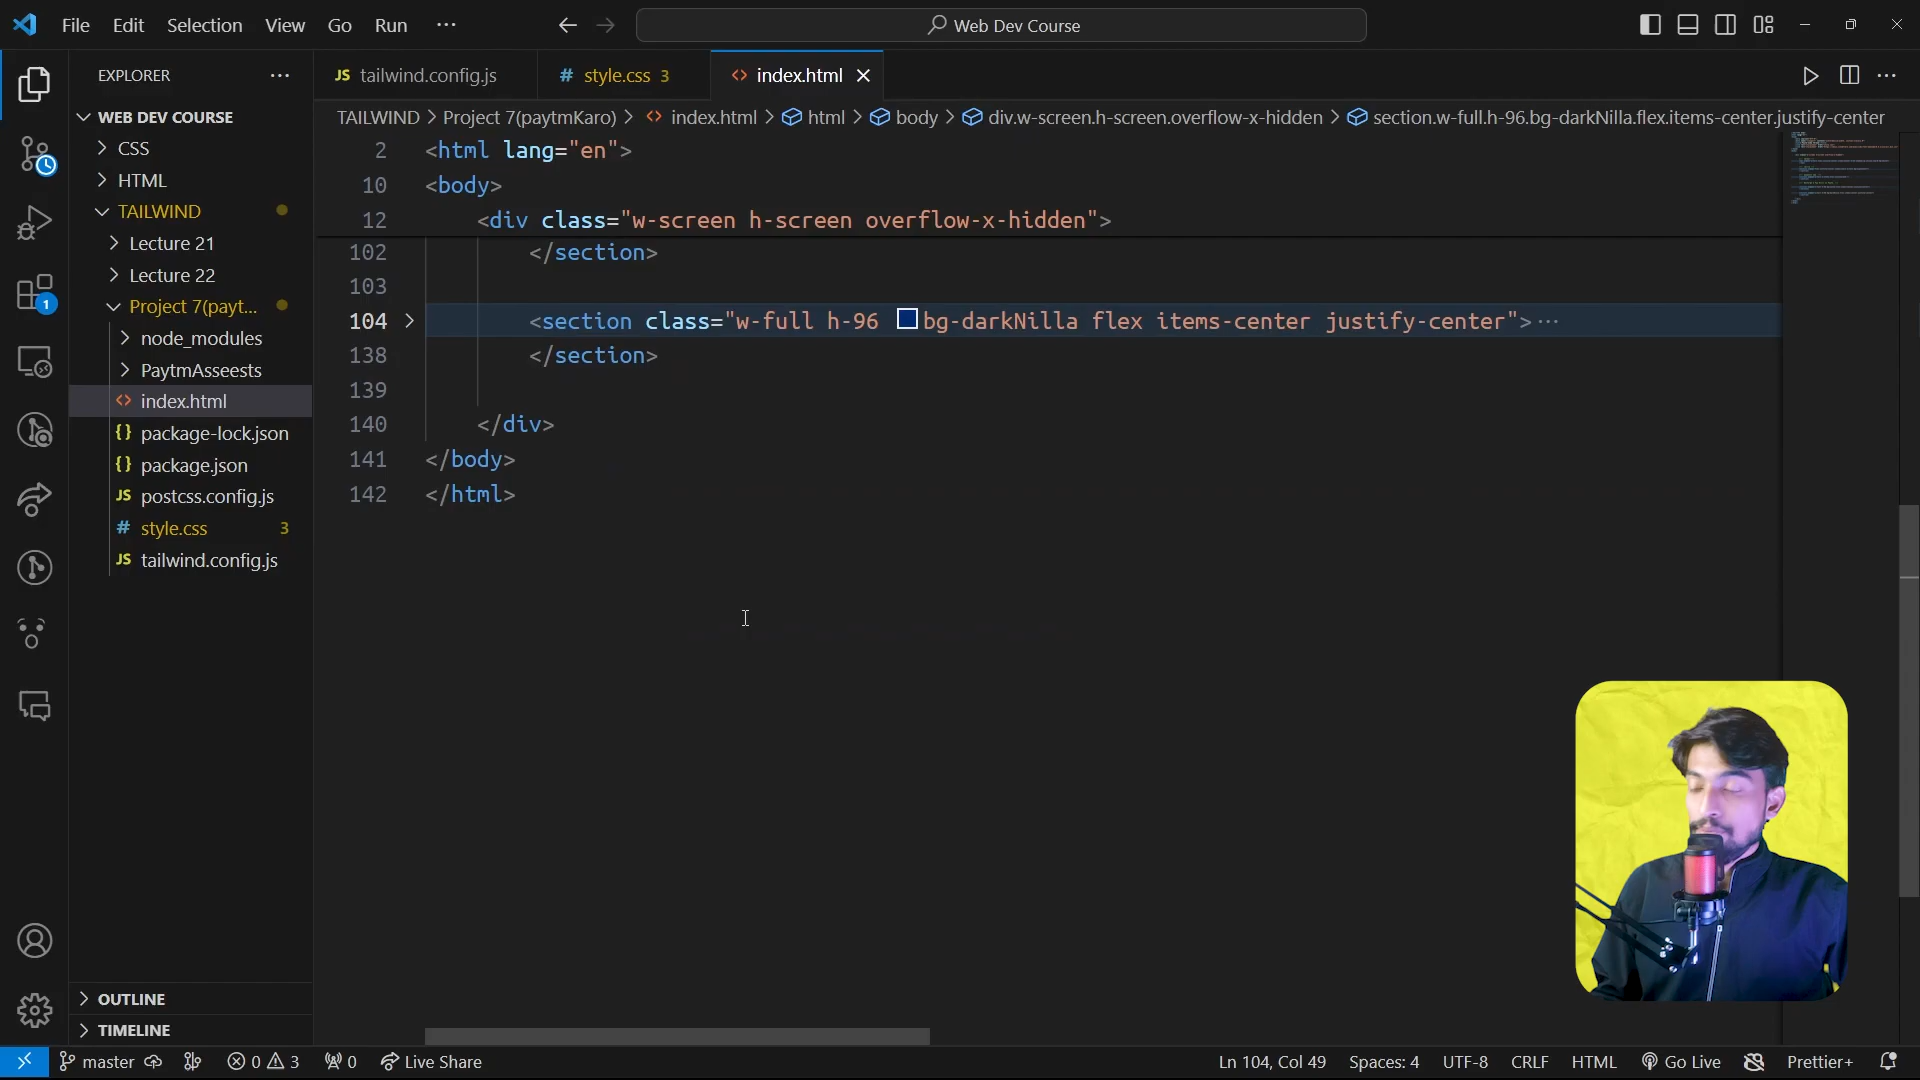 File Edit Selection View Go Run ··· Web Dev Course
EXPLORER ···
JS tailwind.config.js # style.css 3 <> index.html
WEB DEV COURSE
CSS
HTML
TAILWIND
Lecture 21
Lecture 22
Project 7(payt...
node_modules
PaytmAsseests
<> index.html
{} package-lock.json
{} package.json
JS postcss.config.js
# style.css 3
JS tailwind.config.js
OUTLINE
TIMELINE
TAILWIND > Project 7(paytmKaro) > <> index.html > html > body > div.w-screen.h-screen.overflow-x-hidden > section.w-full.h-96.bg-darkNilla.flex.items-center.justify-center
2 <html lang="en">
10 <body>
12 <div class="w-screen h-screen overflow-x-hidden">
102 </section>
103
104 <section class="w-full h-96 bg-darkNilla flex items-center justify-center">···
138 </section>
139
140 </div>
141 </body>
142 </html>
1
master 0 3 0 Live Share Ln 104, Col 49 Spaces: 4 UTF-8 CRLF HTML Go Live Prettier+